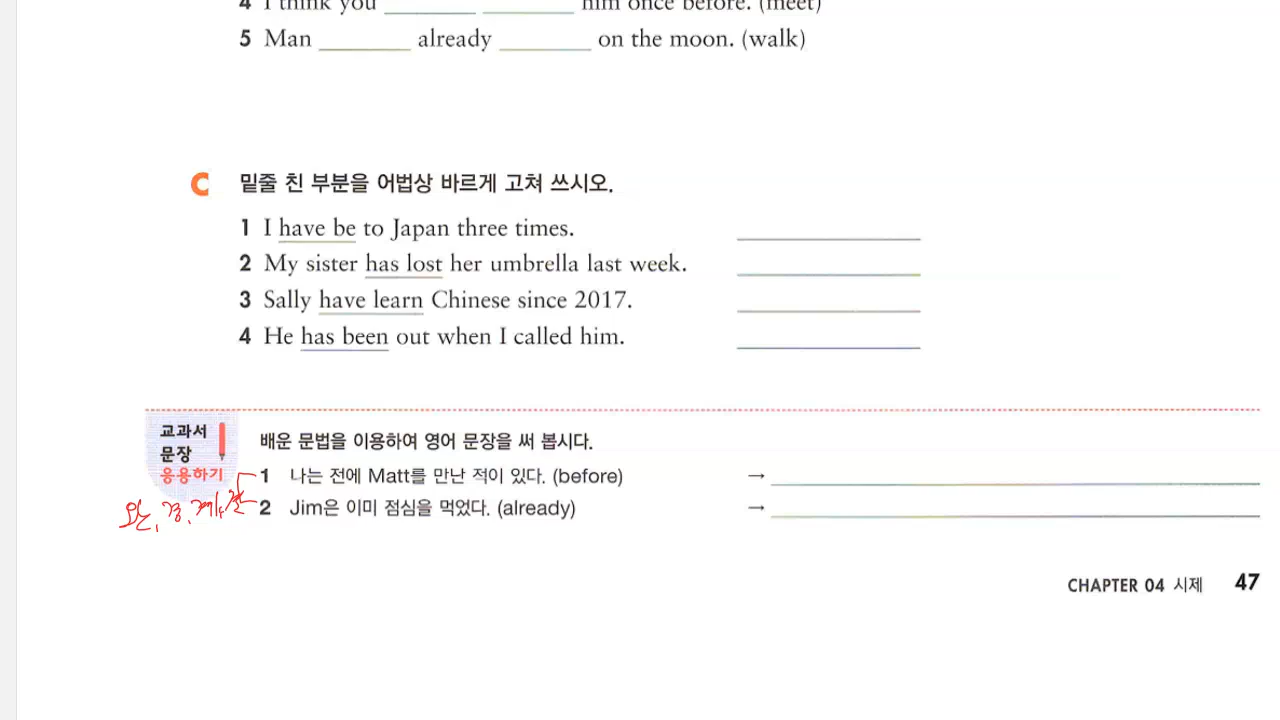 4 I think you ________ ________ him once before. (meet)
5 Man ________ already ________ on the moon. (walk)
C 밑줄 친 부분을 어법상 바르게 고쳐 쓰시오.
1 I have be to Japan three times.
2 My sister has lost her umbrella last week.
3 Sally have learn Chinese since 2017.
4 He has been out when I called him.
교과서
문장
응용하기
배운 문법을 이용하여 영어 문장을 써 봅시다.
1 나는 전에 Matt를 만난 적이 있다. (before) →
2 Jim은 이미 점심을 먹었다. (already) →
CHAPTER 04 시제 47